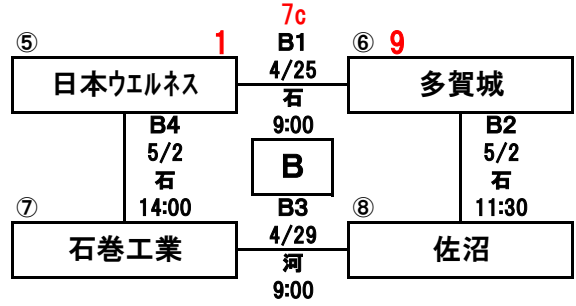 7c
⑤ 1 B1 ⑥ 9
日本ウエルネス 4/25 多賀城
石
B4 9:00 B2
5/2 5/2
石 B 石
14:00 11:30
⑦ B3 ⑧
石巻工業 4/29 佐沼
河
9:00